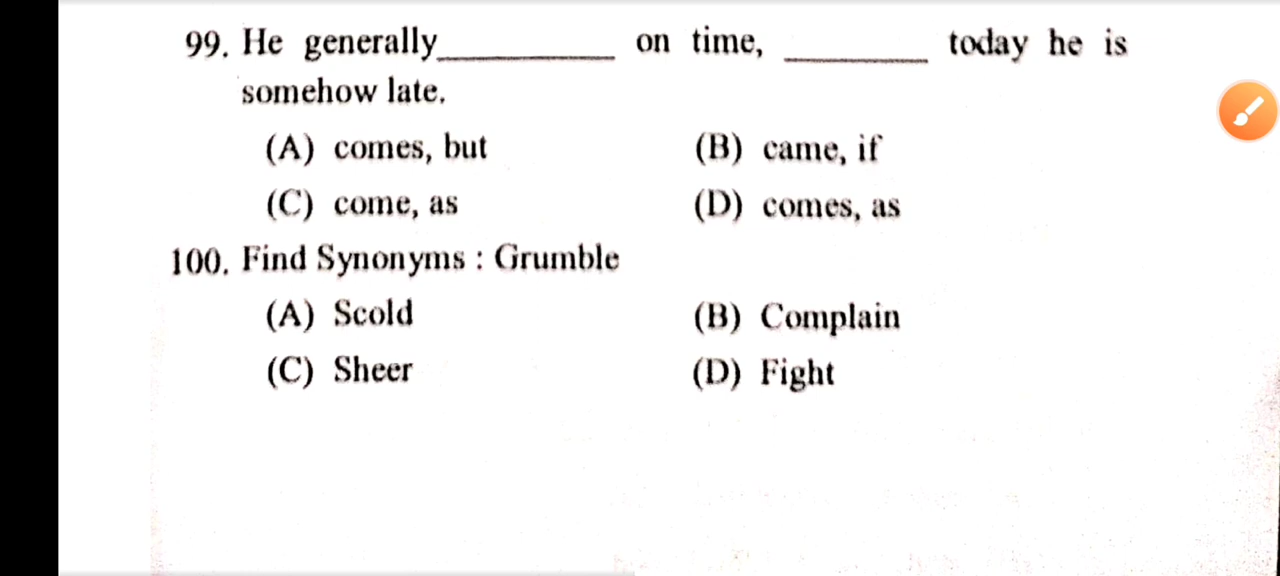 99. He generally__________ on time, ________ today he is
somehow late.
(A) comes, but (B) came, if
(C) come, as (D) comes, as
100. Find Synonyms : Grumble
(A) Scold (B) Complain
(C) Sheer (D) Fight